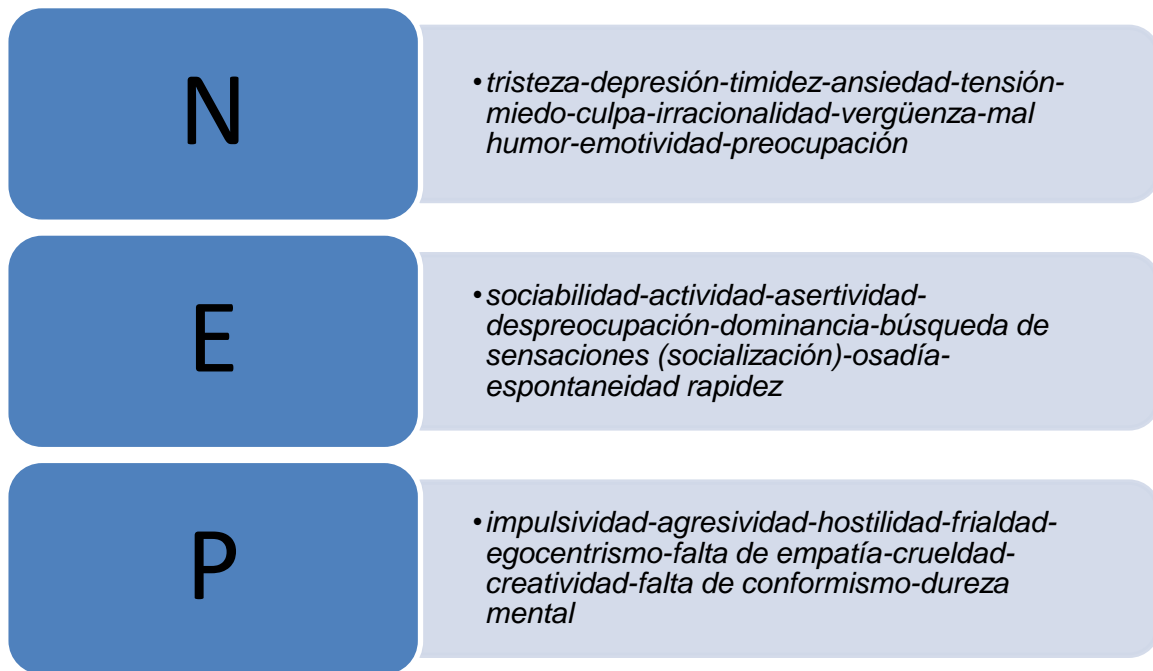 N
•tristeza-depresión-timidez-ansiedad-tensión-
miedo-culpa-irracionalidad-vergüenza-mal
humor-emotividad-preocupación
E
•sociabilidad-actividad-asertividad-
despreocupación-dominancia-búsqueda de
sensaciones (socialización)-osadía-
espontaneidad rapidez
P
•impulsividad-agresividad-hostilidad-frialdad-
egocentrismo-falta de empatía-crueldad-
creatividad-falta de conformismo-dureza
mental